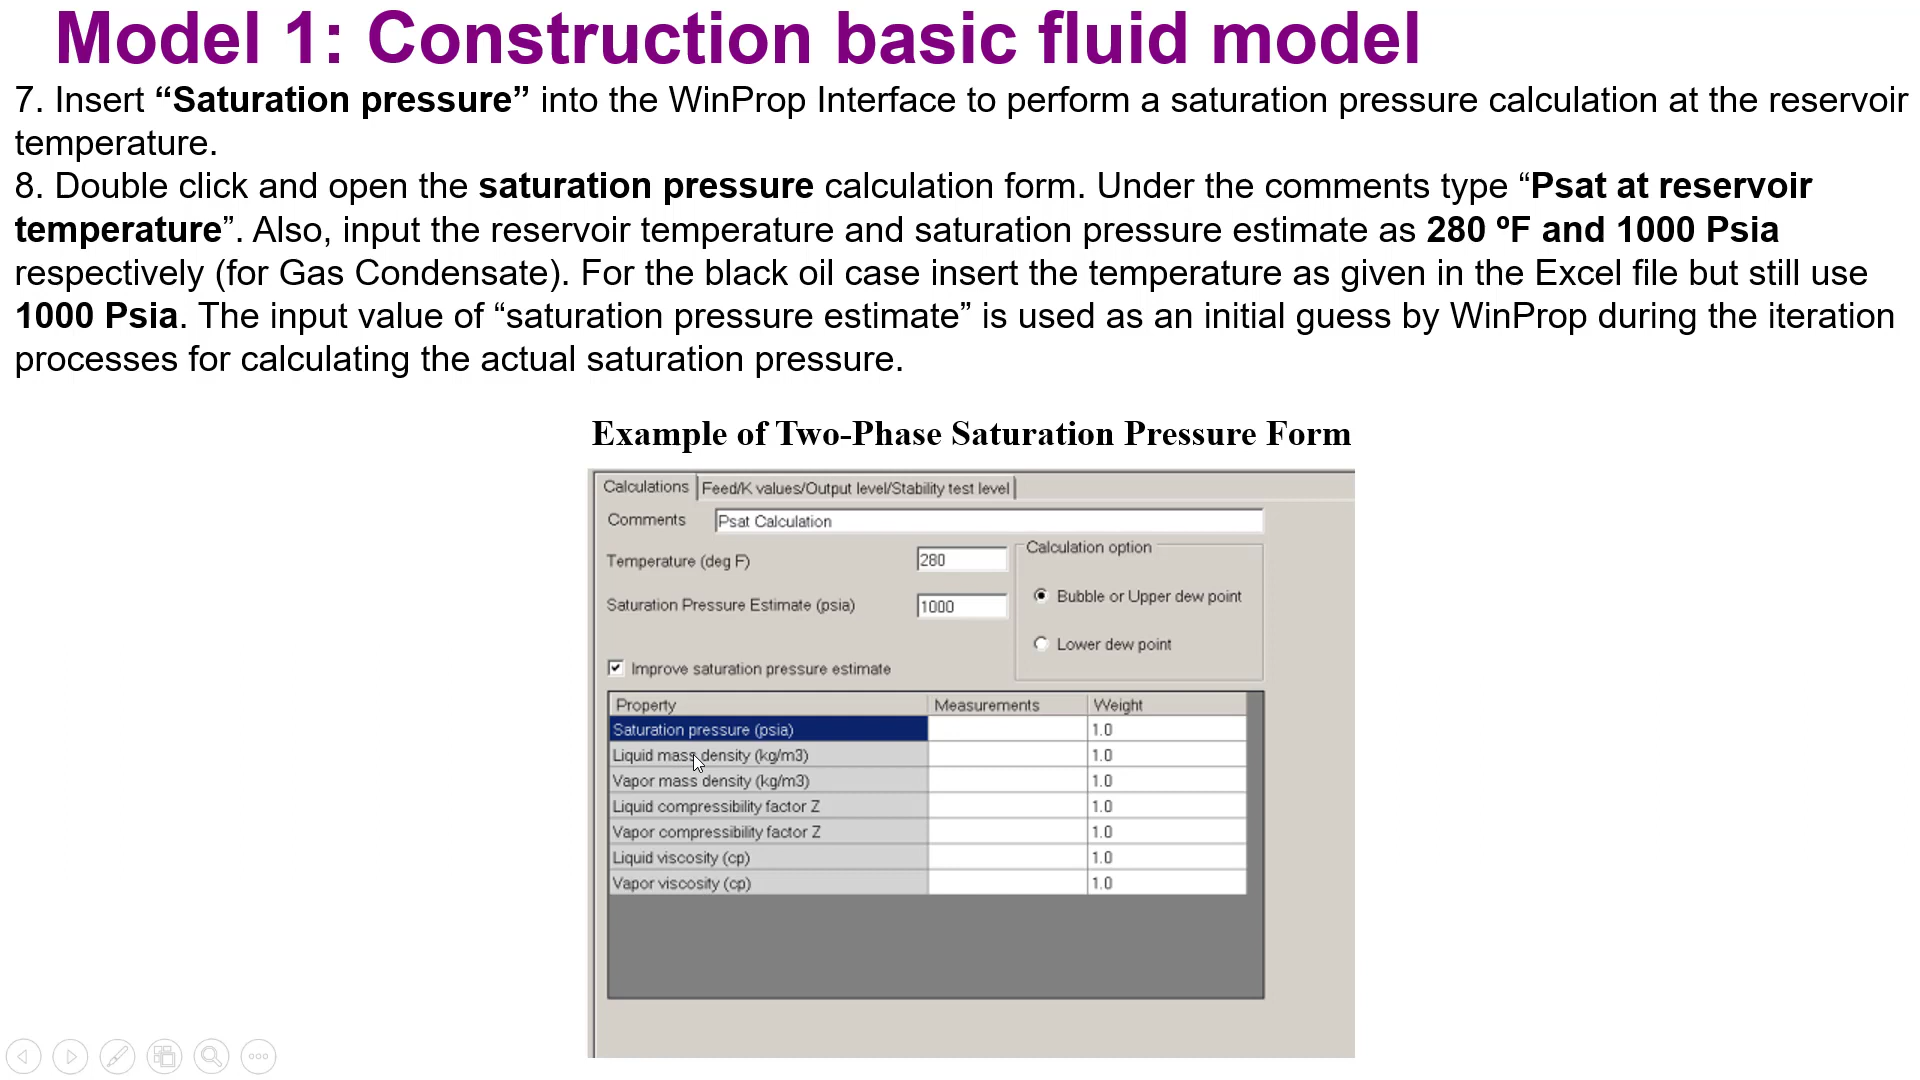 Model 1: Construction basic fluid model
7. Insert “Saturation pressure” into the WinProp Interface to perform a saturation pressure calculation at the reservoir
temperature.
8. Double click and open the saturation pressure calculation form. Under the comments type “Psat at reservoir
temperature”. Also, input the reservoir temperature and saturation pressure estimate as 280 ºF and 1000 Psia
respectively (for Gas Condensate). For the black oil case insert the temperature as given in the Excel file but still use
1000 Psia. The input value of “saturation pressure estimate” is used as an initial guess by WinProp during the iteration
processes for calculating the actual saturation pressure.
Example of Two-Phase Saturation Pressure Form
Calculations Feed/K values/Output level/Stability test level
Comments Psat Calculation
Temperature (deg F) 280
Saturation Pressure Estimate (psia) 1000
Calculation option
Bubble or Upper dew point
Lower dew point
Improve saturation pressure estimate
Property Measurements Weight
Saturation pressure (psia) 1.0
Liquid mass density (kg/m3) 1.0
Vapor mass density (kg/m3) 1.0
Liquid compressibility factor Z 1.0
Vapor compressibility factor Z 1.0
Liquid viscosity (cp) 1.0
Vapor viscosity (cp) 1.0